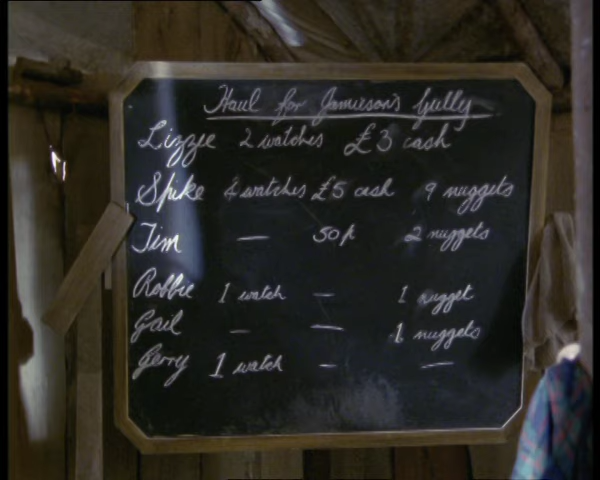 Haul for Jamieson's Gully
Lizzie 2 watches £3 cash
Spike 4 watches £5 cash 9 nuggets
Tim — 50p 2 nuggets
Robbie 1 watch — 1 nugget
Gail — — 1 nuggets
Gerry 1 watch — —